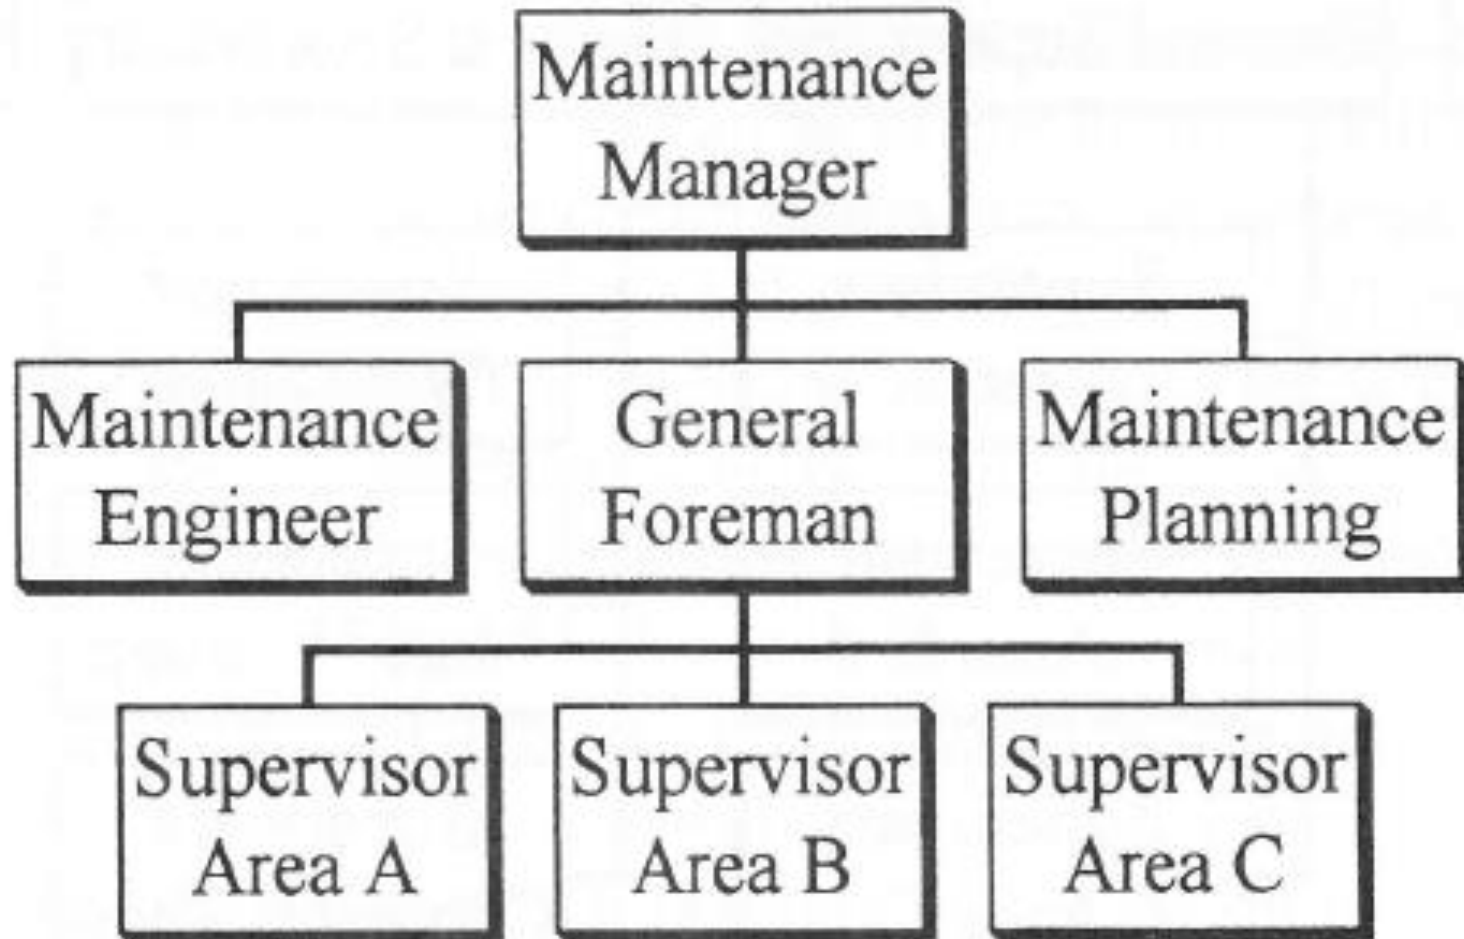 Maintenance
Manager
Maintenance
Engineer
General
Foreman
Maintenance
Planning
Supervisor
Area A
Supervisor
Area B
Supervisor
Area C